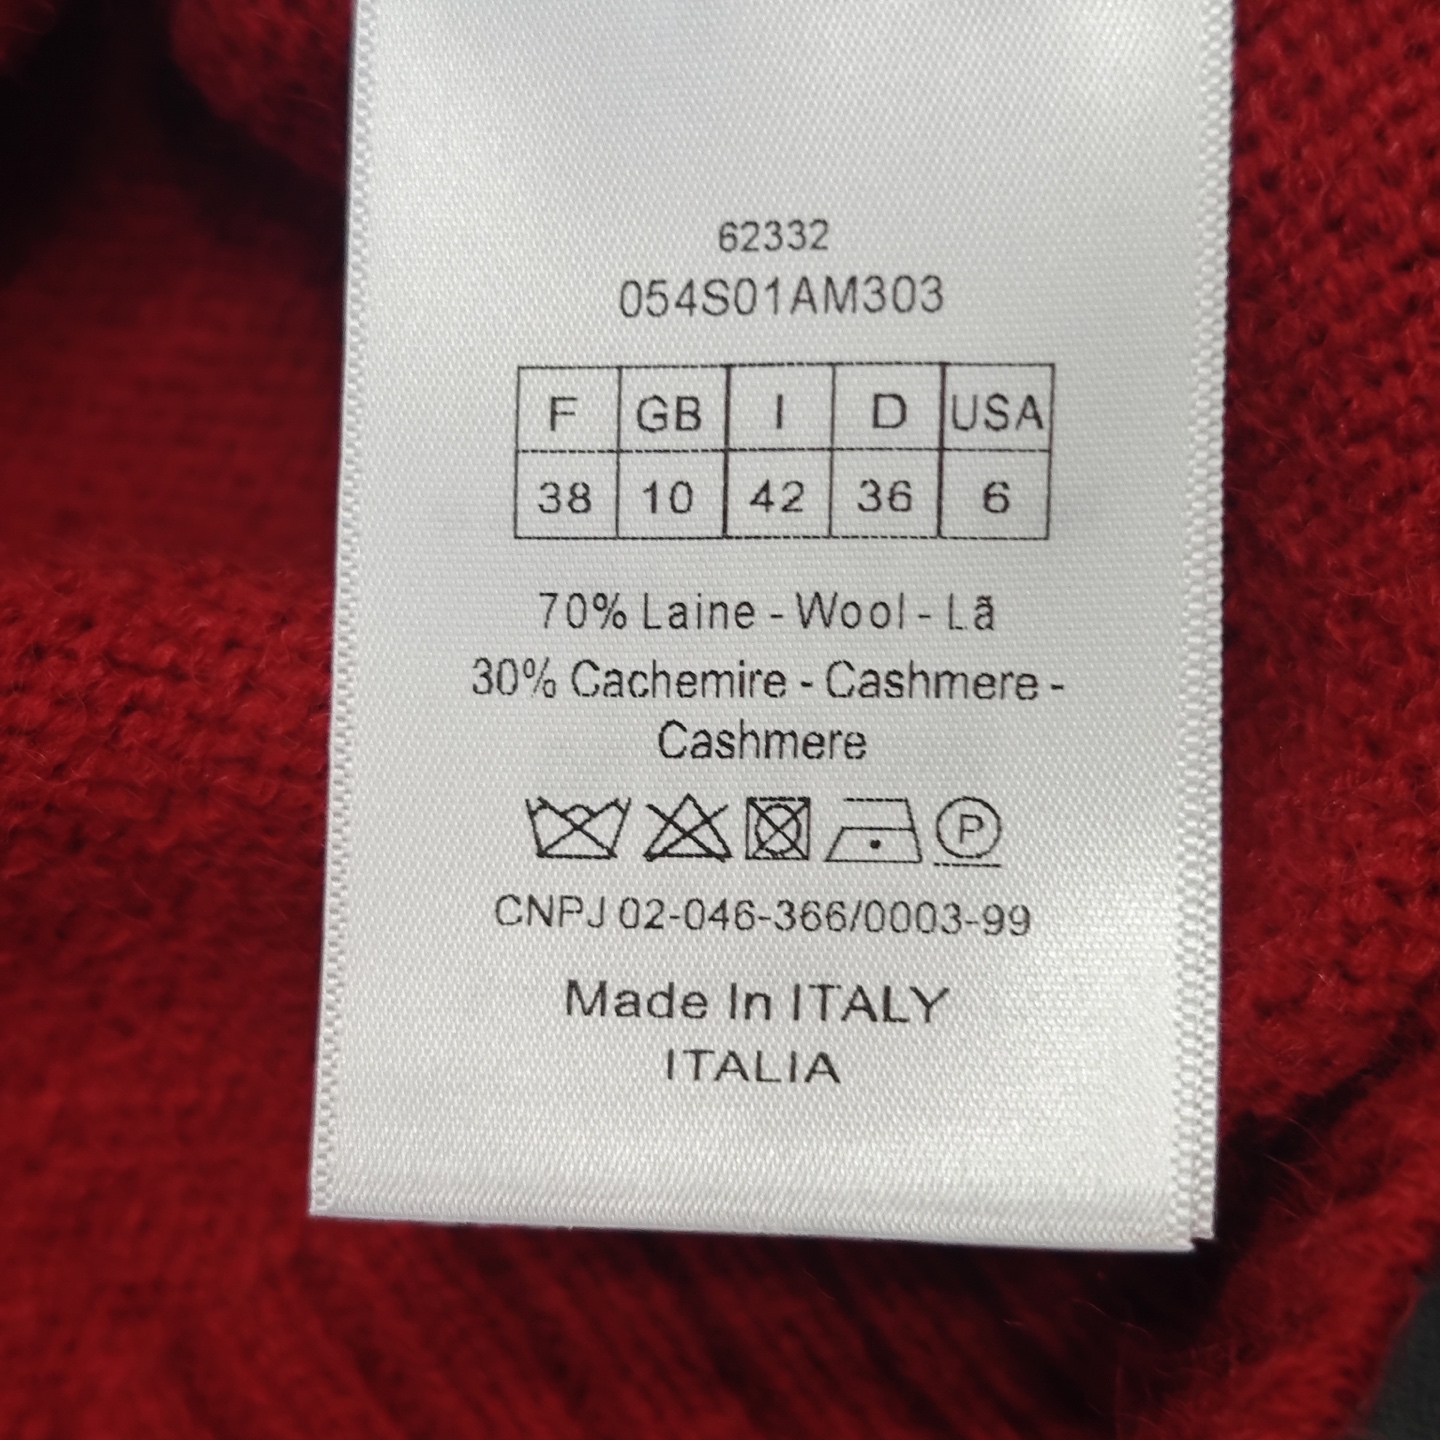 62332
054S01AM303
F GB I D USA
38 10 42 36 6
70% Laine - Wool - Lã
30% Cachemire - Cashmere -
Cashmere
P
CNPJ 02-046-366/0003-99
Made In ITALY
ITALIA